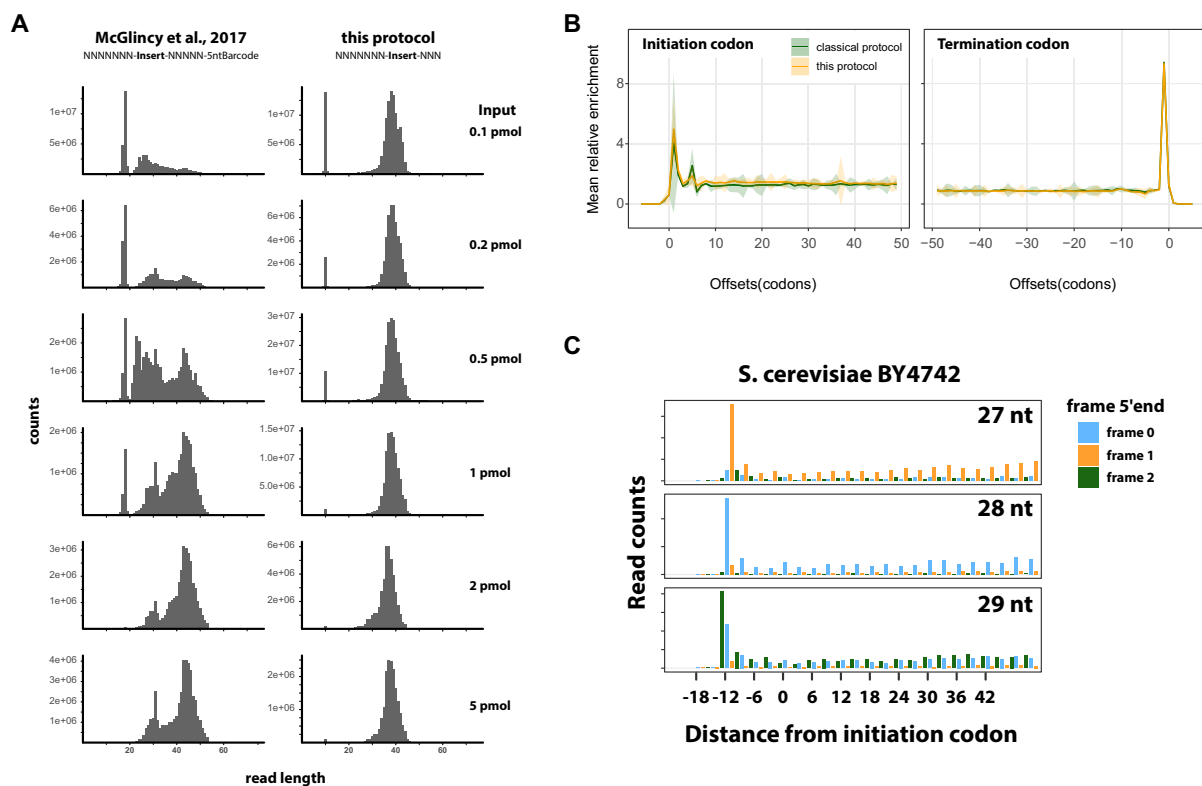 A
McGlincy et al., 2017
NNNNNNN-Insert-NNNNN-5ntBarcode
this protocol
NNNNNNN-Insert-NNN
Input
1e+07
5e+06
1e+07
5e+06
0.1 pmol
6e+06
4e+06
2e+06
6e+06
4e+06
2e+06
0.2 pmol
2e+06
1e+06
3e+07
2e+07
1e+07
0.5 pmol
2e+06
1e+06
1.5e+07
1.0e+07
5.0e+06
1 pmol
3e+06
2e+06
1e+06
6e+06
4e+06
2e+06
2 pmol
4e+06
3e+06
2e+06
1e+06
2e+06
1e+06
5 pmol
20 40 60
20 40 60
counts
read length
B
Initiation codon
classical protocol
this protocol
Termination codon
Mean relative enrichment
8
4
0
0 10 20 30 40 50
−50 −40 −30 −20 −10 0
Offsets(codons)
Offsets(codons)
C
S. cerevisiae BY4742
27 nt
28 nt
29 nt
frame 5'end
frame 0
frame 1
frame 2
Read counts
-18 -12 -6 0 6 12 18 24 30 36 42
Distance from initiation codon